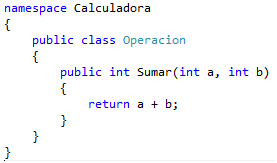 namespace Calculadora
{
    public class Operacion
    {
        public int Sumar(int a, int b)
        {
            return a + b;
        }
    }
}